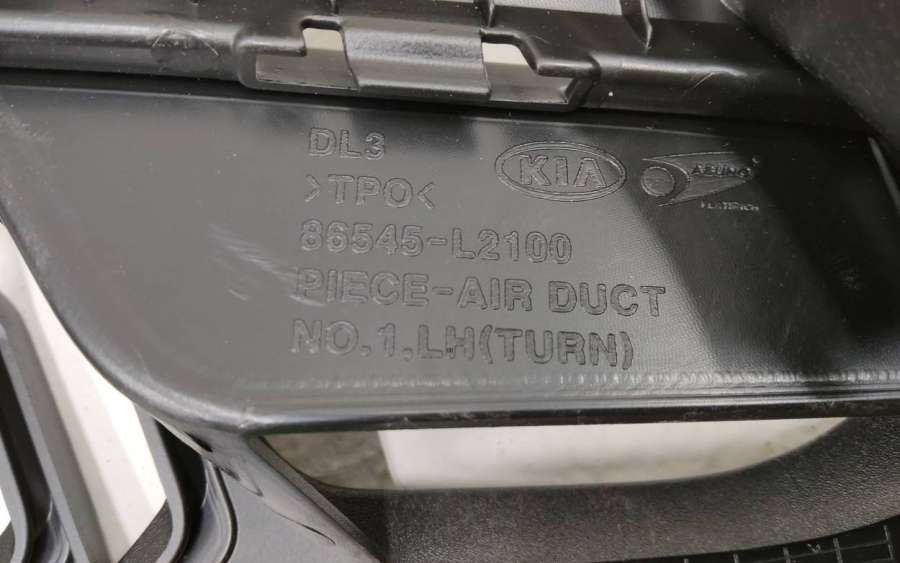 DL3
>TPO<
86545-L2100
PIECE-AIR DUCT
NO.1,LH(TURN)
KIA